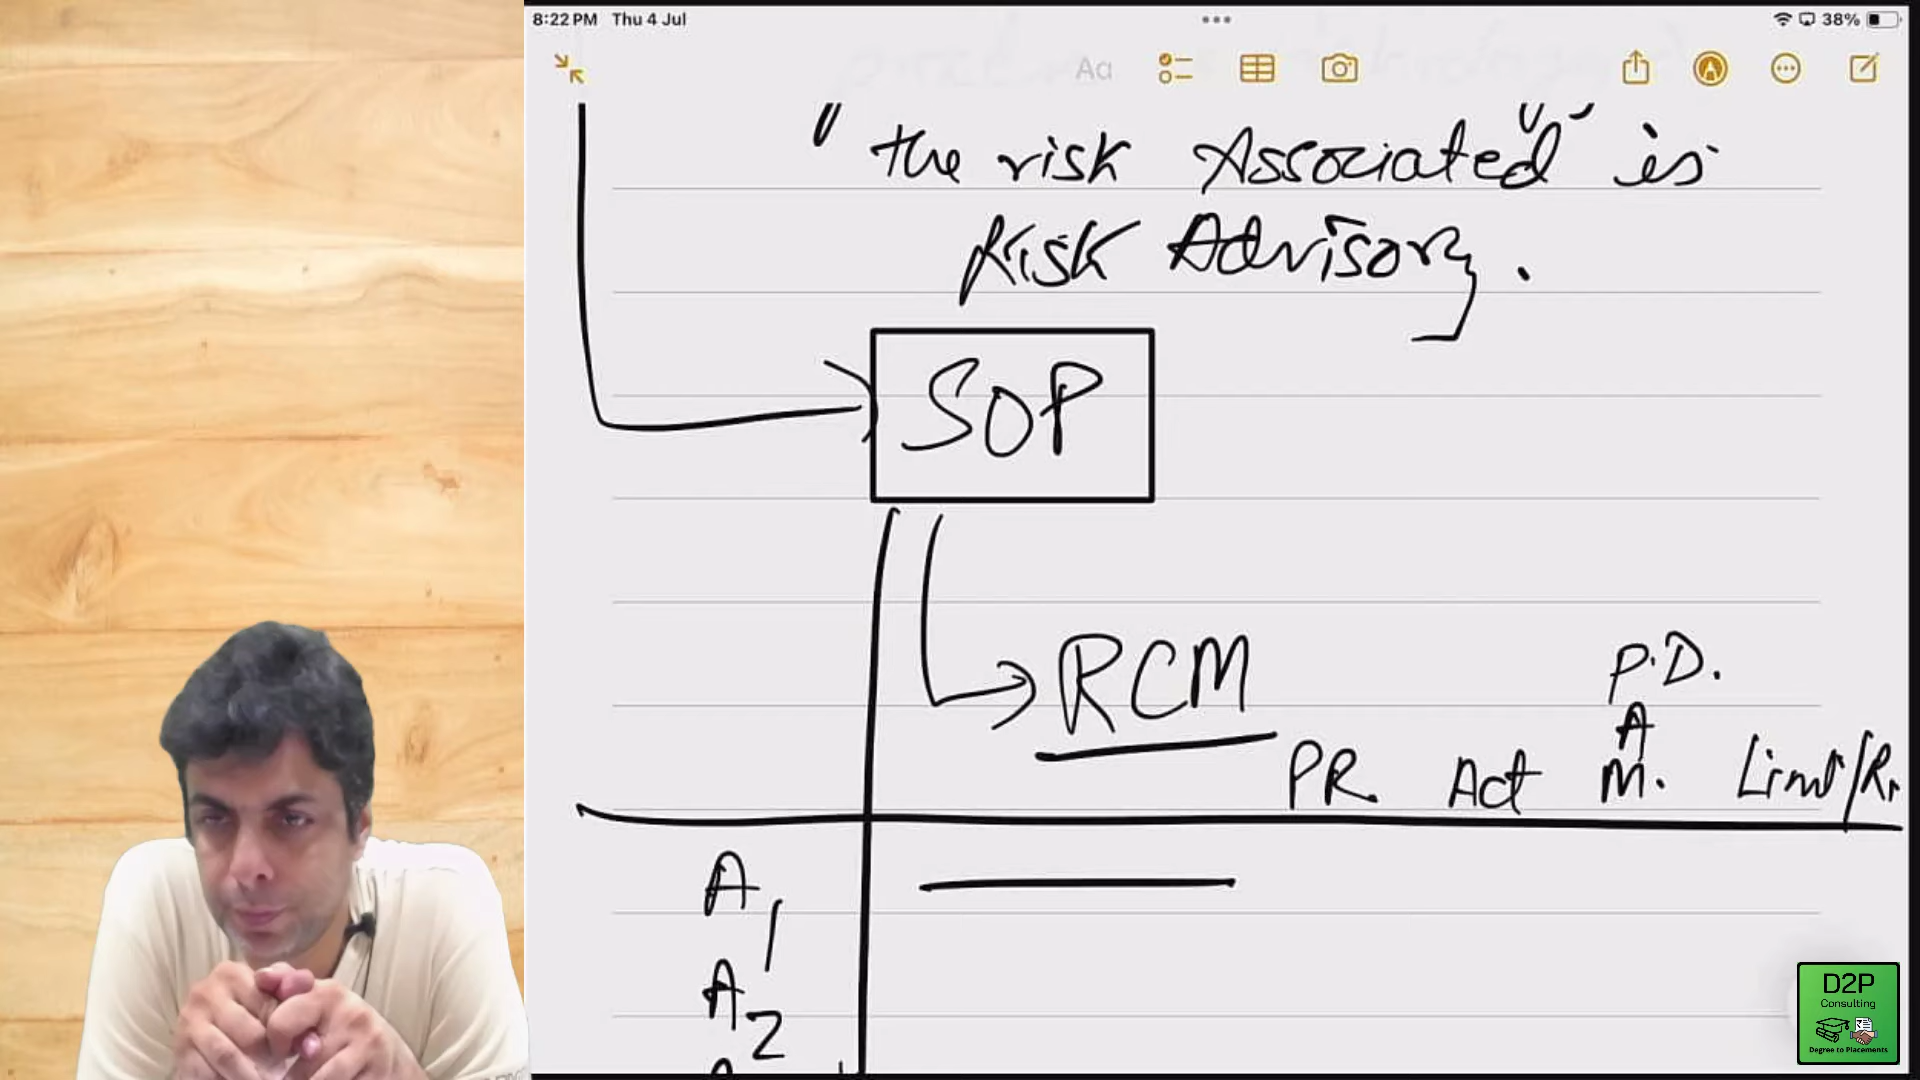 8:22 PM Thu 4 Jul
38%
Aa
" the risk Associated" is
Risk Advisory.
SOP
RCM
P.D.
A
PR. Act M. Limit/
A1
A2
D2P
Consulting
Degree to Placements